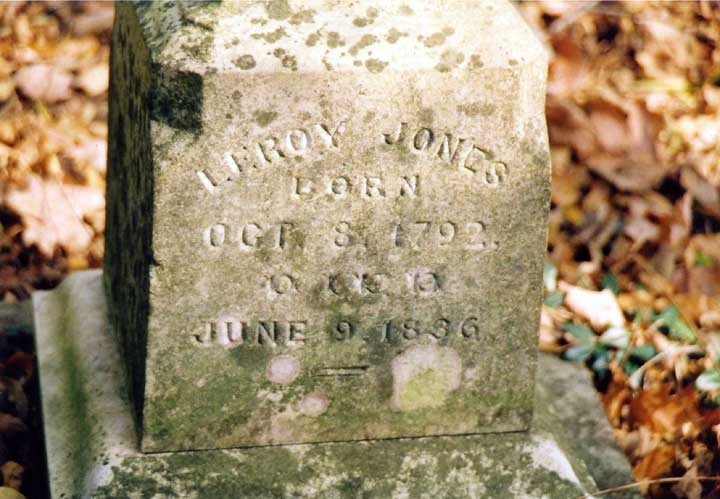 LEROY JONES
BORN
OCT. 8. 1792.
DIED
JUNE 9. 1836.